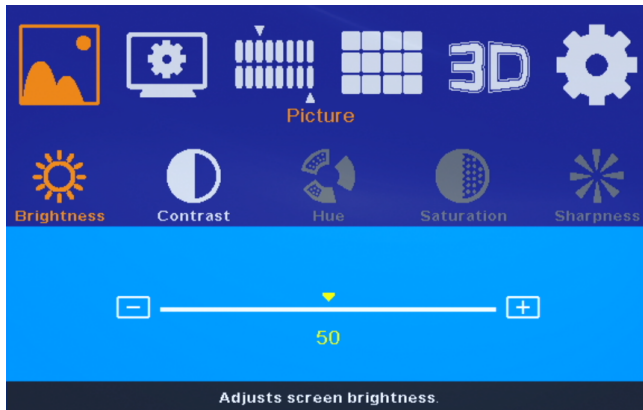 3D
Picture
Brightness Contrast Hue Saturation Sharpness
50
Adjusts screen brightness.